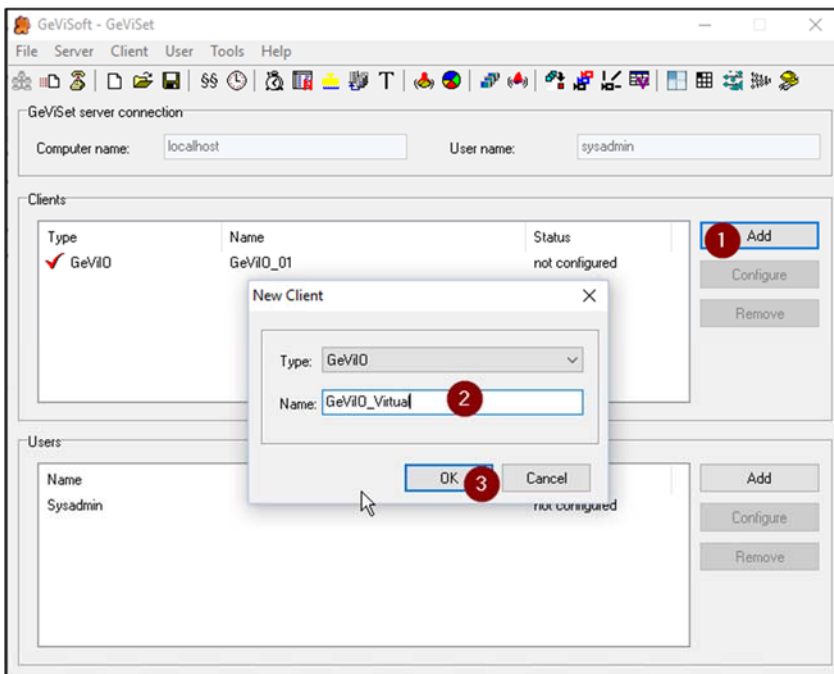 GeViSoft - GeViSet
File Server Client User Tools Help
§§ T
GeViSet server connection
Computer name: localhost User name: sysadmin
Clients
Type Name Status
1 Add
GeViIO GeViIO_01 not configured
Configure
Remove
New Client
Type: GeViIO
Name: GeViIO_Virtual 2
OK 3 Cancel
Users
Name
Add
Sysadmin not configured
Configure
Remove